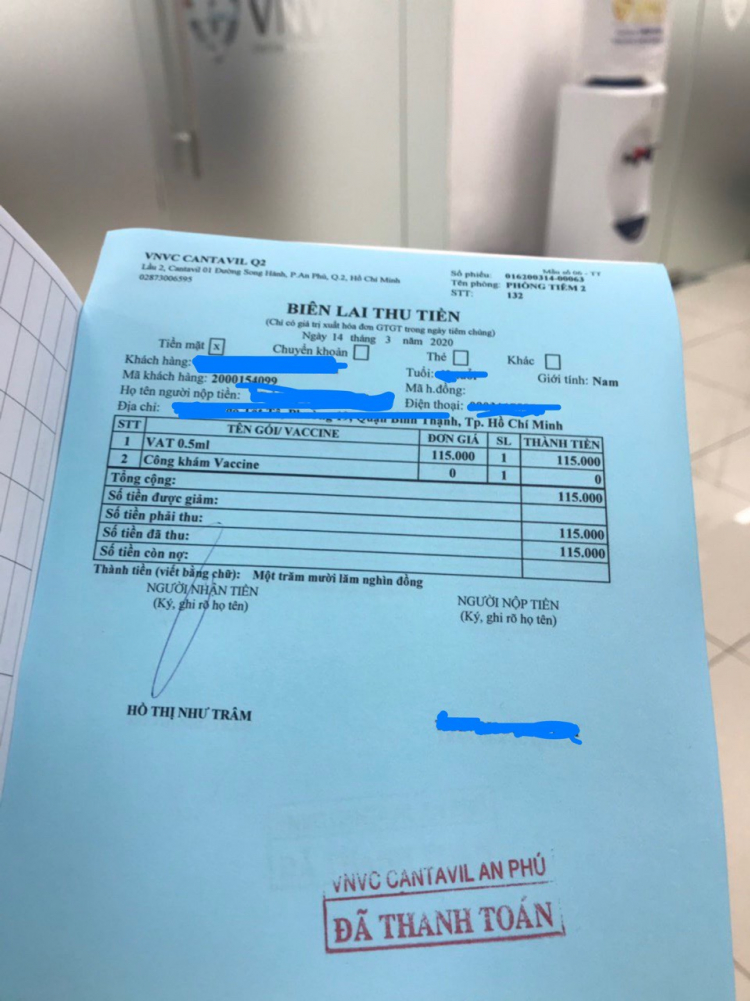 VNVC
VNVC CANTAVIL Q2
Lầu 2, Cantavil 01 Đường Song Hành, P.An Phú, Q.2, Hồ Chí Minh
02873006595
Mẫu số 06 - TT
Số phiếu: 016200314-00063
Tên phòng: PHÒNG TIÊM 2
STT: 132
BIÊN LAI THU TIỀN
(Chỉ có giá trị xuất hóa đơn GTGT trong ngày tiêm chủng)
Ngày 14 tháng 3 năm 2020
Tiền mặt x Chuyển khoản Thẻ Khác
Khách hàng: Tuổi: Giới tính: Nam
Mã khách hàng: 2000154099 Mã h.đồng:
Họ tên người nộp tiền: Điện thoại:
Địa chỉ: Quận Bình Thạnh, Tp. Hồ Chí Minh
STT TÊN GÓI/ VACCINE ĐƠN GIÁ SL THÀNH TIỀN
1 VAT 0.5ml 115.000 1 115.000
2 Công khám Vaccine 0 1 0
Tổng cộng: 115.000
Số tiền được giảm:
Số tiền phải thu: 115.000
Số tiền đã thu: 115.000
Số tiền còn nợ:
Thành tiền (viết bằng chữ): Một trăm mười lăm nghìn đồng
NGƯỜI NHẬN TIỀN NGƯỜI NỘP TIỀN
(Ký, ghi rõ họ tên) (Ký, ghi rõ họ tên)
HỒ THỊ NHƯ TRÂM
VNVC CANTAVIL AN PHÚ
ĐÃ THANH TOÁN